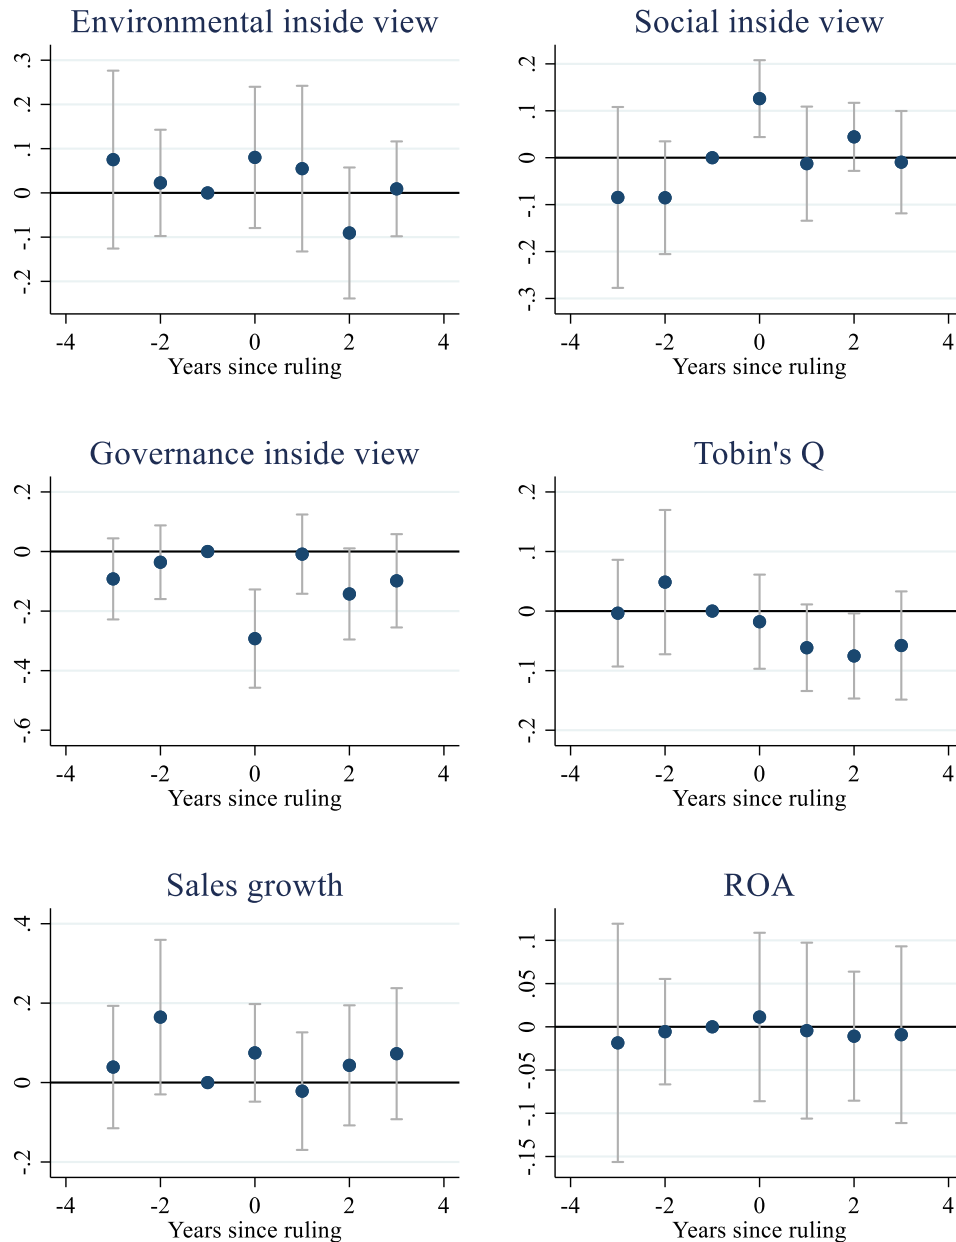 Environmental inside view
.3
.2
.1
0
-.1
-.2
-4 -2 0 2 4
Years since ruling
Social inside view
.2
.1
0
-.1
-.2
-.3
-4 -2 0 2 4
Years since ruling
Governance inside view
.2
0
-.2
-.4
-.6
-4 -2 0 2 4
Years since ruling
Tobin's Q
.2
.1
0
-.1
-.2
-4 -2 0 2 4
Years since ruling
Sales growth
.4
.2
0
-.2
-4 -2 0 2 4
Years since ruling
ROA
.1
.05
0
-.05
-.1
-.15
-4 -2 0 2 4
Years since ruling